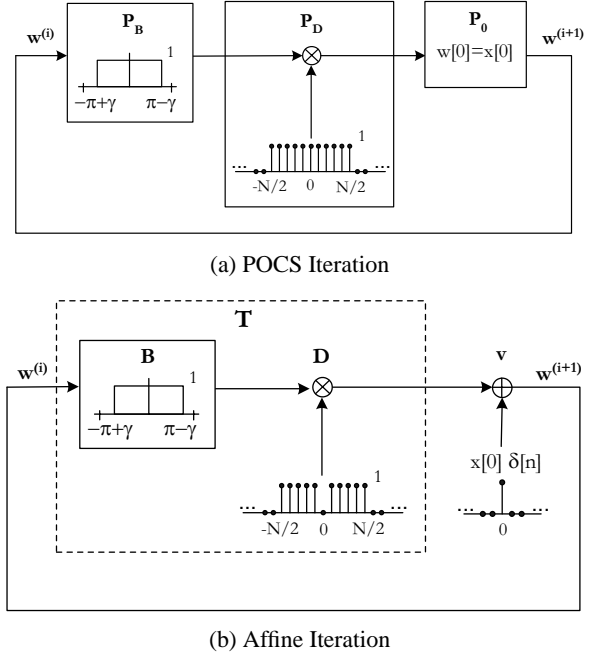 P_B P_D P_0
w^(i) 1 w[0]=x[0] w^(i+1)
−π+γ π−γ
... 1 ...
-N/2 0 N/2
(a) POCS Iteration
T
w^(i) B D v w^(i+1)
1
−π+γ π−γ
x[0] δ[n]
... 1 ... ... ...
-N/2 0 N/2 0
(b) Affine Iteration